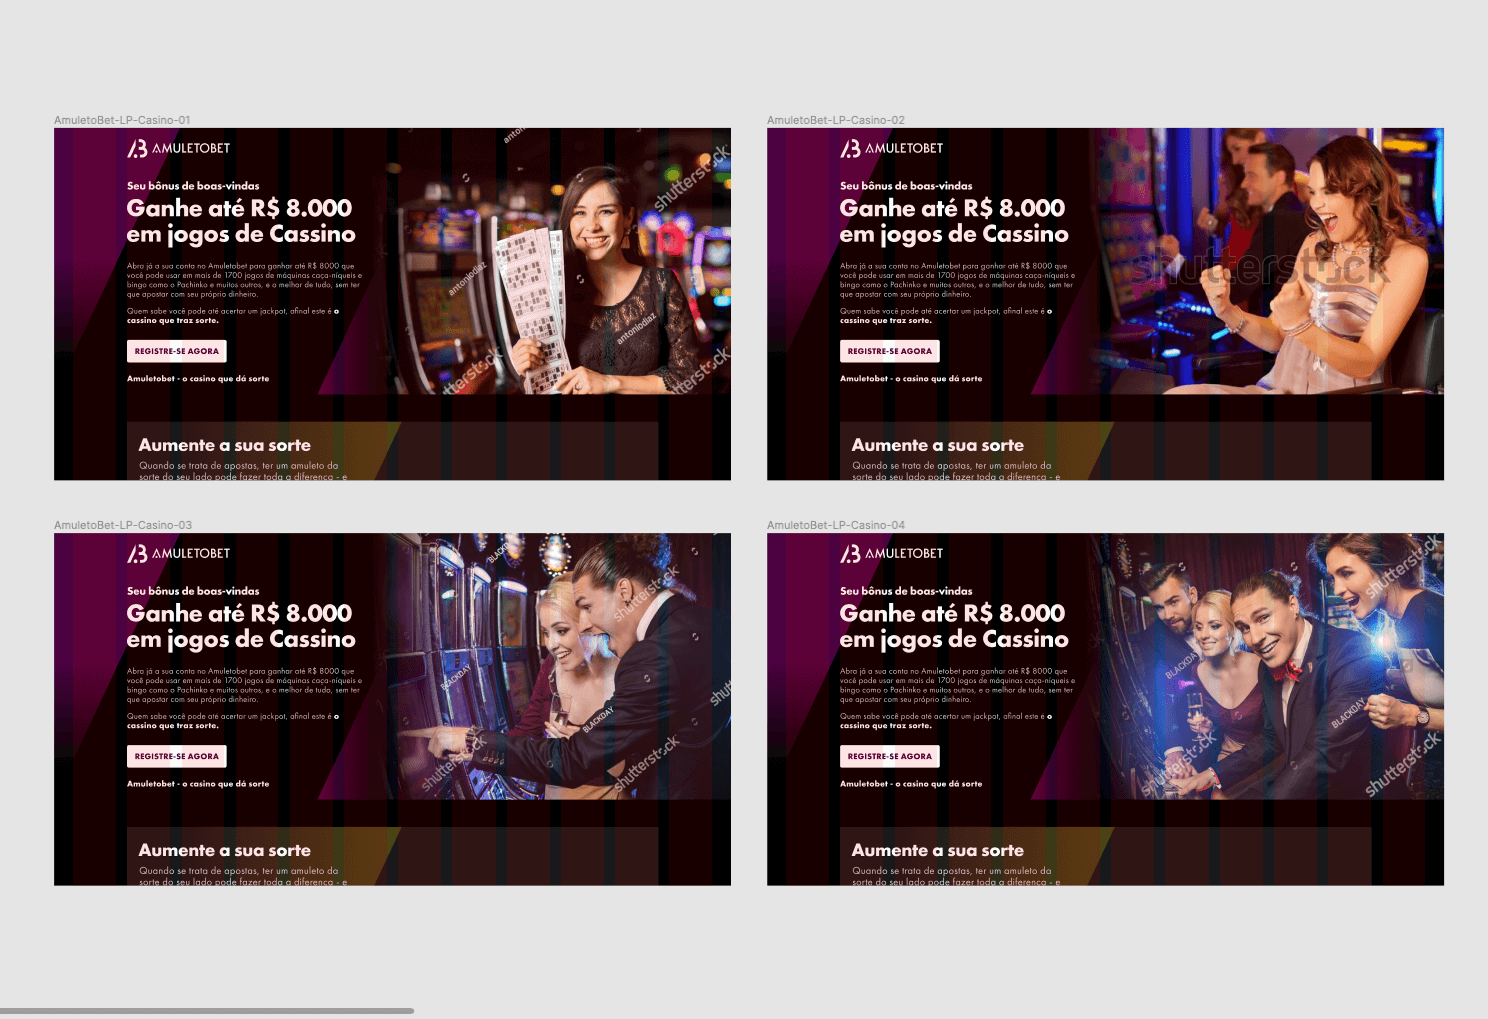 AmuletoBet-LP-Casino-01
AMULETOBET
Seu bônus de boas-vindas
Ganhe até R$ 8.000
em jogos de Cassino
Abra já a sua conta no Amuletobet para ganhar até R$ 8000 que
você pode usar em mais de 1700 jogos de máquinas caça-níqueis e
bingo como o Pachinko e muitos outros, e o melhor de tudo, sem ter
que apostar com seu próprio dinheiro.
Quem sabe você pode até acertar um jackpot, afinal este é o
cassino que traz sorte.
REGISTRE-SE AGORA
Amuletobet - o casino que dá sorte
shutterstock
antoniodiaz
antoniodiaz
shutterstock
Aumente a sua sorte
Quando se trata de apostas, ter um amuleto da
sorte do seu lado pode fazer toda a diferença - e
AmuletoBet-LP-Casino-02
AMULETOBET
Seu bônus de boas-vindas
Ganhe até R$ 8.000
em jogos de Cassino
Abra já a sua conta no Amuletobet para ganhar até R$ 8000 que
você pode usar em mais de 1700 jogos de máquinas caça-níqueis e
bingo como o Pachinko e muitos outros, e o melhor de tudo, sem ter
que apostar com seu próprio dinheiro.
Quem sabe você pode até acertar um jackpot, afinal este é o
cassino que traz sorte.
REGISTRE-SE AGORA
Amuletobet - o casino que dá sorte
shutterstock
Aumente a sua sorte
Quando se trata de apostas, ter um amuleto da
sorte do seu lado pode fazer toda a diferença - e
AmuletoBet-LP-Casino-03
AMULETOBET
Seu bônus de boas-vindas
Ganhe até R$ 8.000
em jogos de Cassino
Abra já a sua conta no Amuletobet para ganhar até R$ 8000 que
você pode usar em mais de 1700 jogos de máquinas caça-níqueis e
bingo como o Pachinko e muitos outros, e o melhor de tudo, sem ter
que apostar com seu próprio dinheiro.
Quem sabe você pode até acertar um jackpot, afinal este é o
cassino que traz sorte.
REGISTRE-SE AGORA
Amuletobet - o casino que dá sorte
shutterstock
BLACKDAY
BLACKDAY
shutterstock
shutterstock
Aumente a sua sorte
Quando se trata de apostas, ter um amuleto da
sorte do seu lado pode fazer toda a diferença - e
AmuletoBet-LP-Casino-04
AMULETOBET
Seu bônus de boas-vindas
Ganhe até R$ 8.000
em jogos de Cassino
Abra já a sua conta no Amuletobet para ganhar até R$ 8000 que
você pode usar em mais de 1700 jogos de máquinas caça-níqueis e
bingo como o Pachinko e muitos outros, e o melhor de tudo, sem ter
que apostar com seu próprio dinheiro.
Quem sabe você pode até acertar um jackpot, afinal este é o
cassino que traz sorte.
REGISTRE-SE AGORA
Amuletobet - o casino que dá sorte
shutterstock
BLACKDAY
BLACKDAY
shutterstock
shutterstock
Aumente a sua sorte
Quando se trata de apostas, ter um amuleto da
sorte do seu lado pode fazer toda a diferença - e